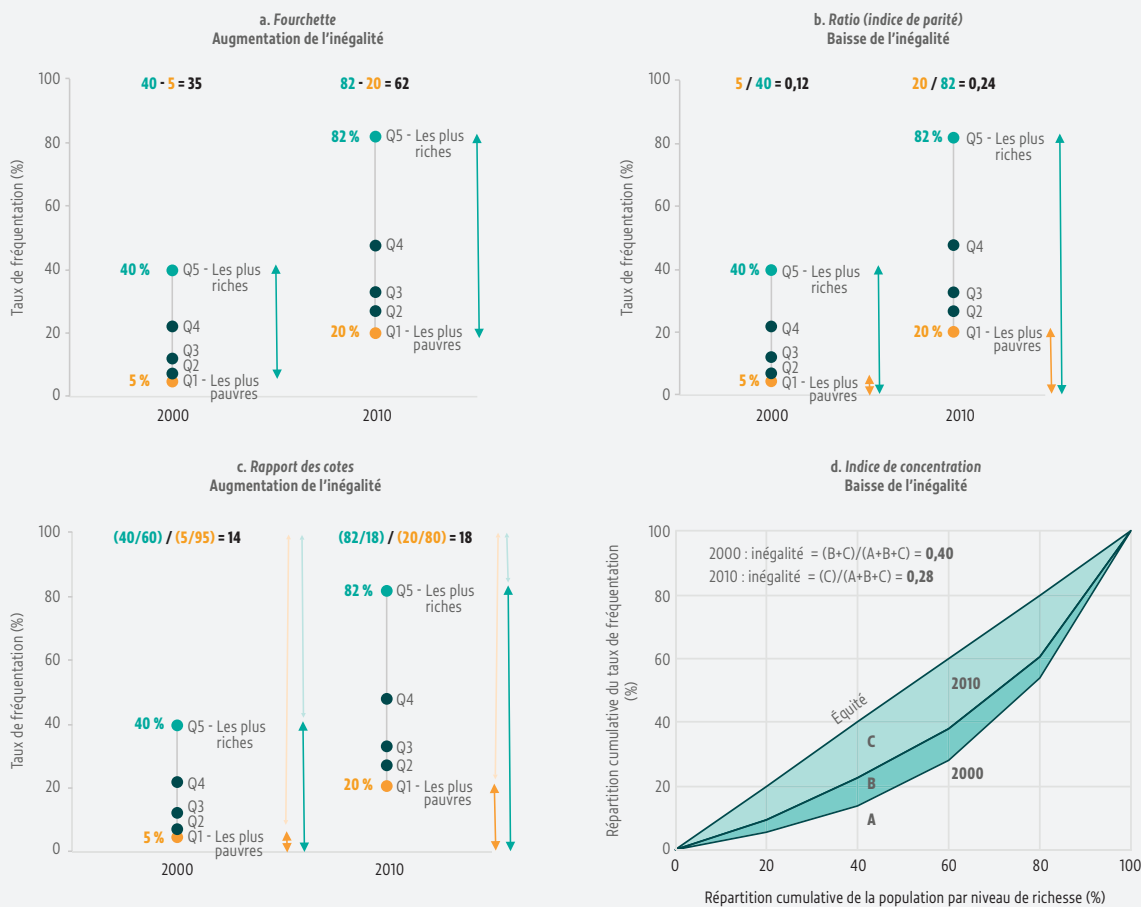 a. Fourchette
Augmentation de l'inégalité
40 - 5 = 35
82 - 20 = 62
Taux de fréquentation (%)
100
80
60
40
20
0
40 %
Q5 - Les plus
riches
Q4
Q3
Q2
5 %
Q1 - Les plus
pauvres
82 %
Q5 - Les plus
riches
Q4
Q3
Q2
20 %
Q1 - Les plus
pauvres
2000
2010
b. Ratio (indice de parité)
Baisse de l'inégalité
5 / 40 = 0,12
20 / 82 = 0,24
Taux de fréquentation (%)
100
80
60
40
20
0
40 %
Q5 - Les plus
riches
Q4
Q3
Q2
5 %
Q1 - Les plus
pauvres
82 %
Q5 - Les plus
riches
Q4
Q3
Q2
20 %
Q1 - Les plus
pauvres
2000
2010
c. Rapport des cotes
Augmentation de l'inégalité
(40/60) / (5/95) = 14
(82/18) / (20/80) = 18
Taux de fréquentation (%)
100
80
60
40
20
0
40 %
Q5 - Les plus
riches
Q4
Q3
Q2
5 %
Q1 - Les plus
pauvres
82 %
Q5 - Les plus
riches
Q4
Q3
Q2
20 %
Q1 - Les plus
pauvres
2000
2010
d. Indice de concentration
Baisse de l'inégalité
2000 : inégalité = (B+C)/(A+B+C) = 0,40
2010 : inégalité = (C)/(A+B+C) = 0,28
Répartition cumulative du taux de fréquentation
(%)
100
80
60
40
20
0
Équité
2010
C
B
2000
A
0
20
40
60
80
100
Répartition cumulative de la population par niveau de richesse (%)